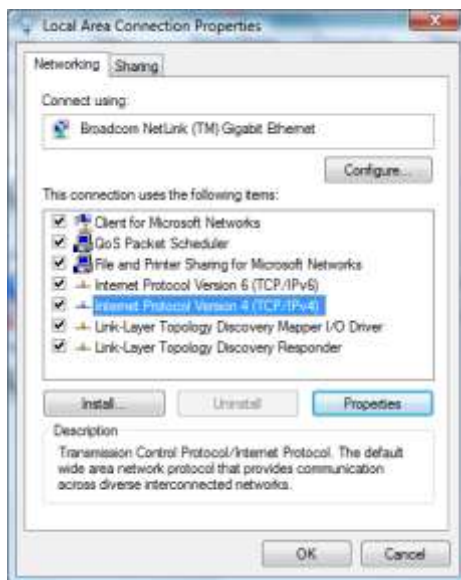 Local Area Connection Properties
Networking
Sharing
Connect using:
Broadcom NetLink (TM) Gigabit Ethernet
Configure...
This connection uses the following items:
Client for Microsoft Networks
QoS Packet Scheduler
File and Printer Sharing for Microsoft Networks
Internet Protocol Version 6 (TCP/IPv6)
Internet Protocol Version 4 (TCP/IPv4)
Link-Layer Topology Discovery Mapper I/O Driver
Link-Layer Topology Discovery Responder
Install...
Uninstall
Properties
Description
Transmission Control Protocol/Internet Protocol. The default
wide area network protocol that provides communication
across diverse interconnected networks.
OK
Cancel